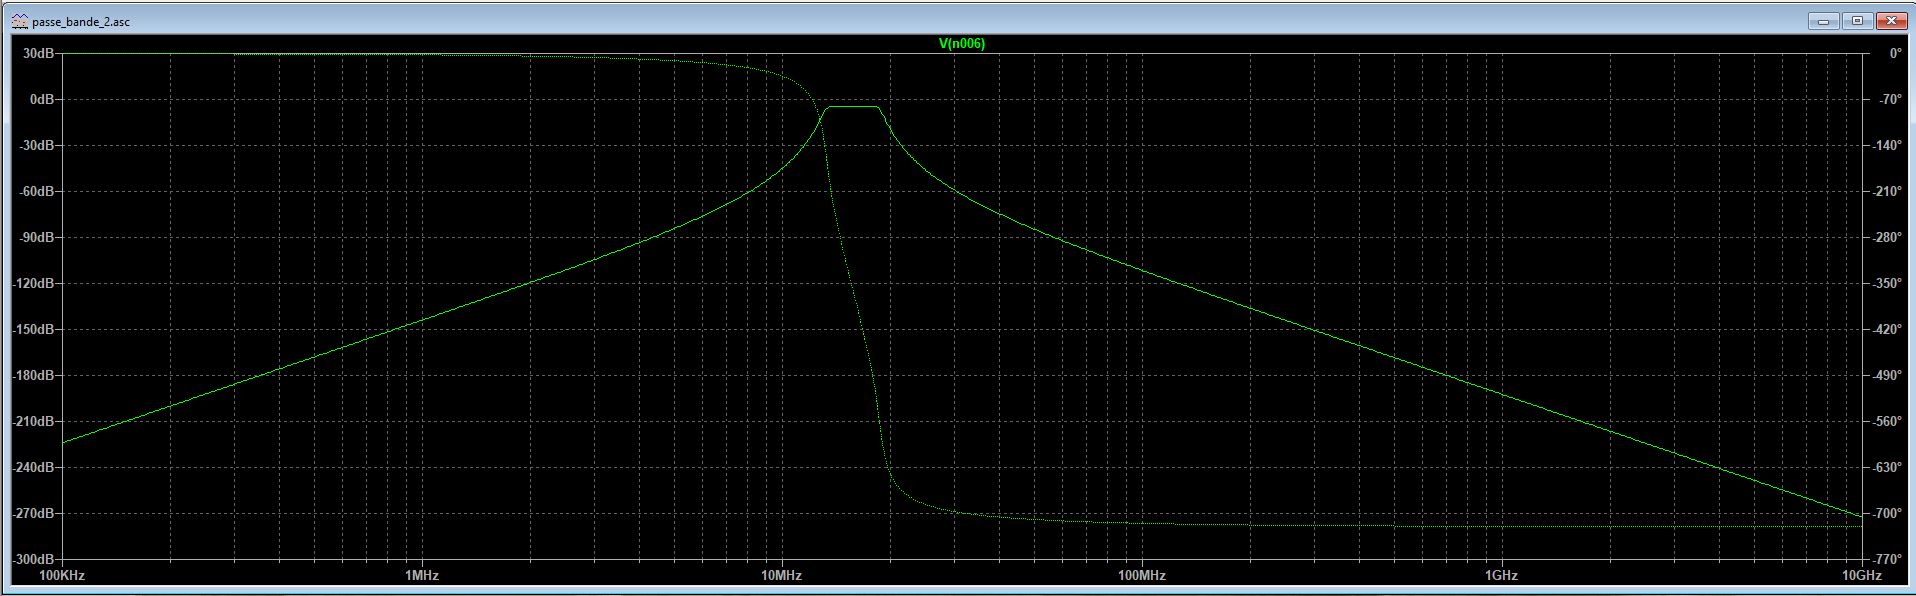 passe_bande_2.asc
V(n006)
30dB 0°
0dB -70°
-30dB -140°
-60dB -210°
-90dB -280°
-120dB -350°
-150dB -420°
-180dB -490°
-210dB -560°
-240dB -630°
-270dB -700°
-300dB -770°
100KHz 1MHz 10MHz 100MHz 1GHz 10GHz